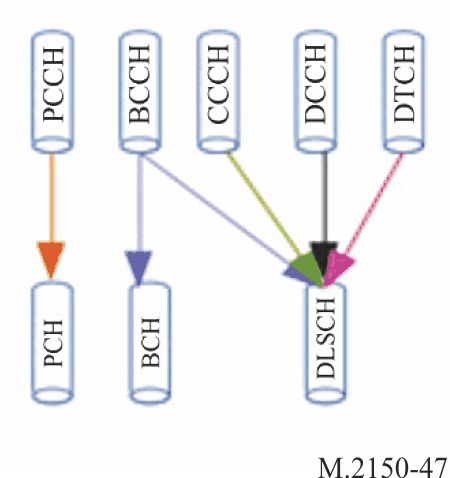 PCCH
BCCH
CCCH
DCCH
DTCH
PCH
BCH
DLSCH
M.2150-47